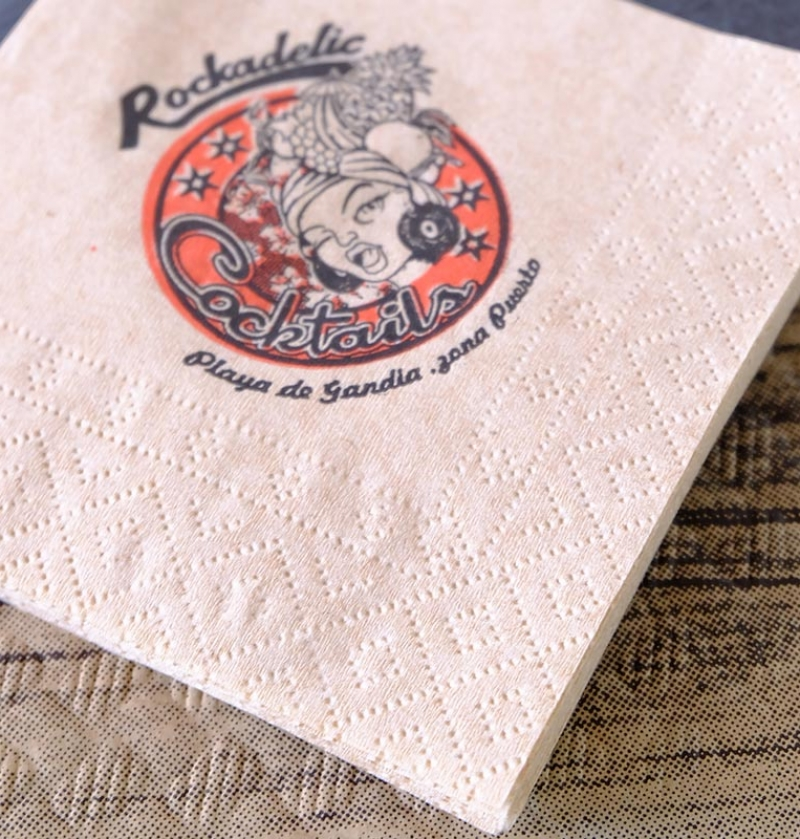 Rockadelic
Cocktails
Playa de Gandia .zona Puerto